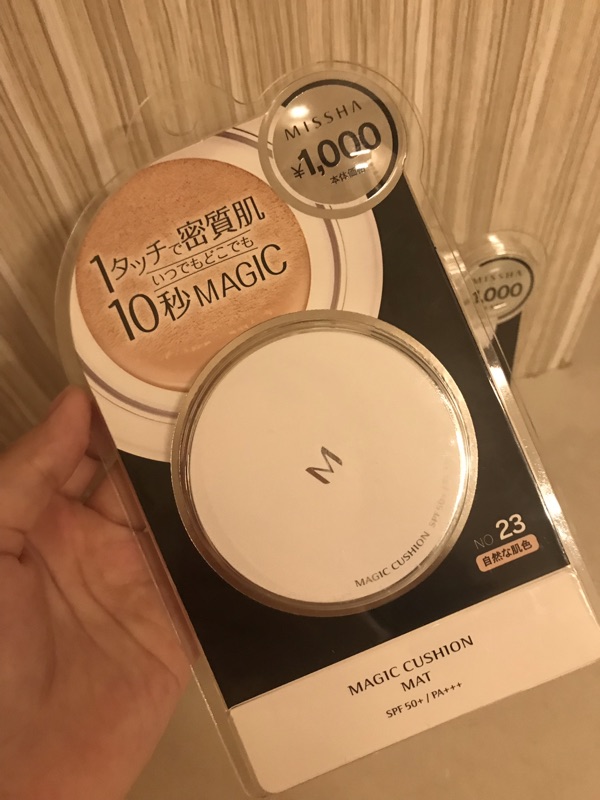 MISSHA
¥1,000
本体価格
1タッチで密質肌
いつでもどこでも
10秒MAGIC
MISSHA
1,000
M
MAGIC CUSHION SPF50+
NO 23
自然な肌色
MAGIC CUSHION
MAT
SPF 50+ / PA+++